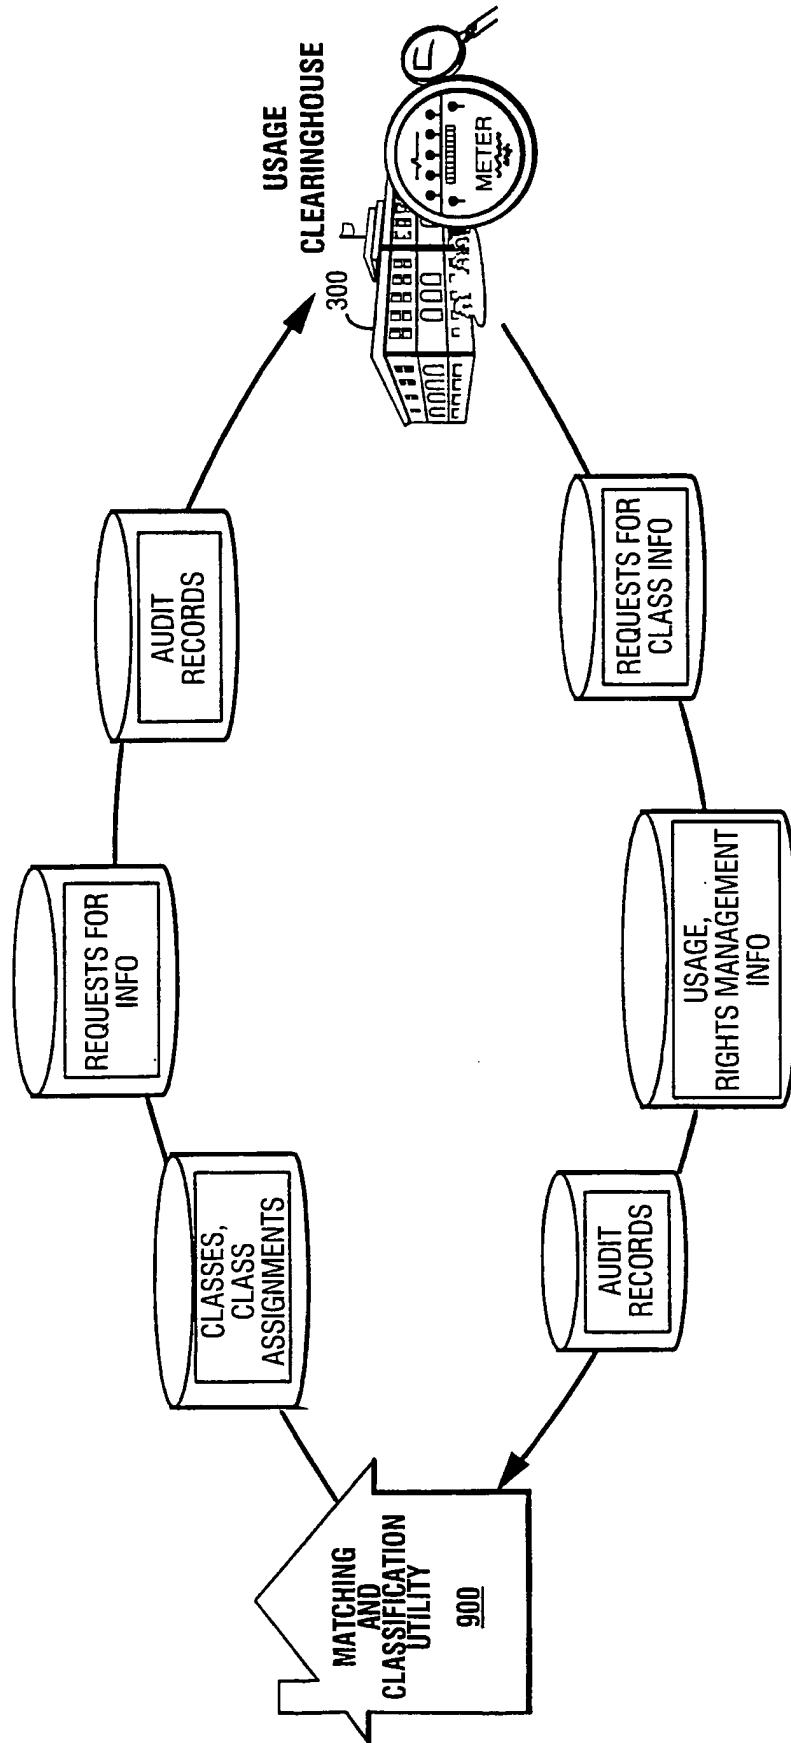 USAGE
CLEARINGHOUSE
300
METER
AUDIT
RECORDS
REQUESTS FOR
INFO
CLASSES,
CLASS
ASSIGNMENTS
MATCHING
AND
CLASSIFICATION
UTILITY
900
AUDIT
RECORDS
USAGE,
RIGHTS MANAGEMENT
INFO
REQUESTS FOR
CLASS INFO